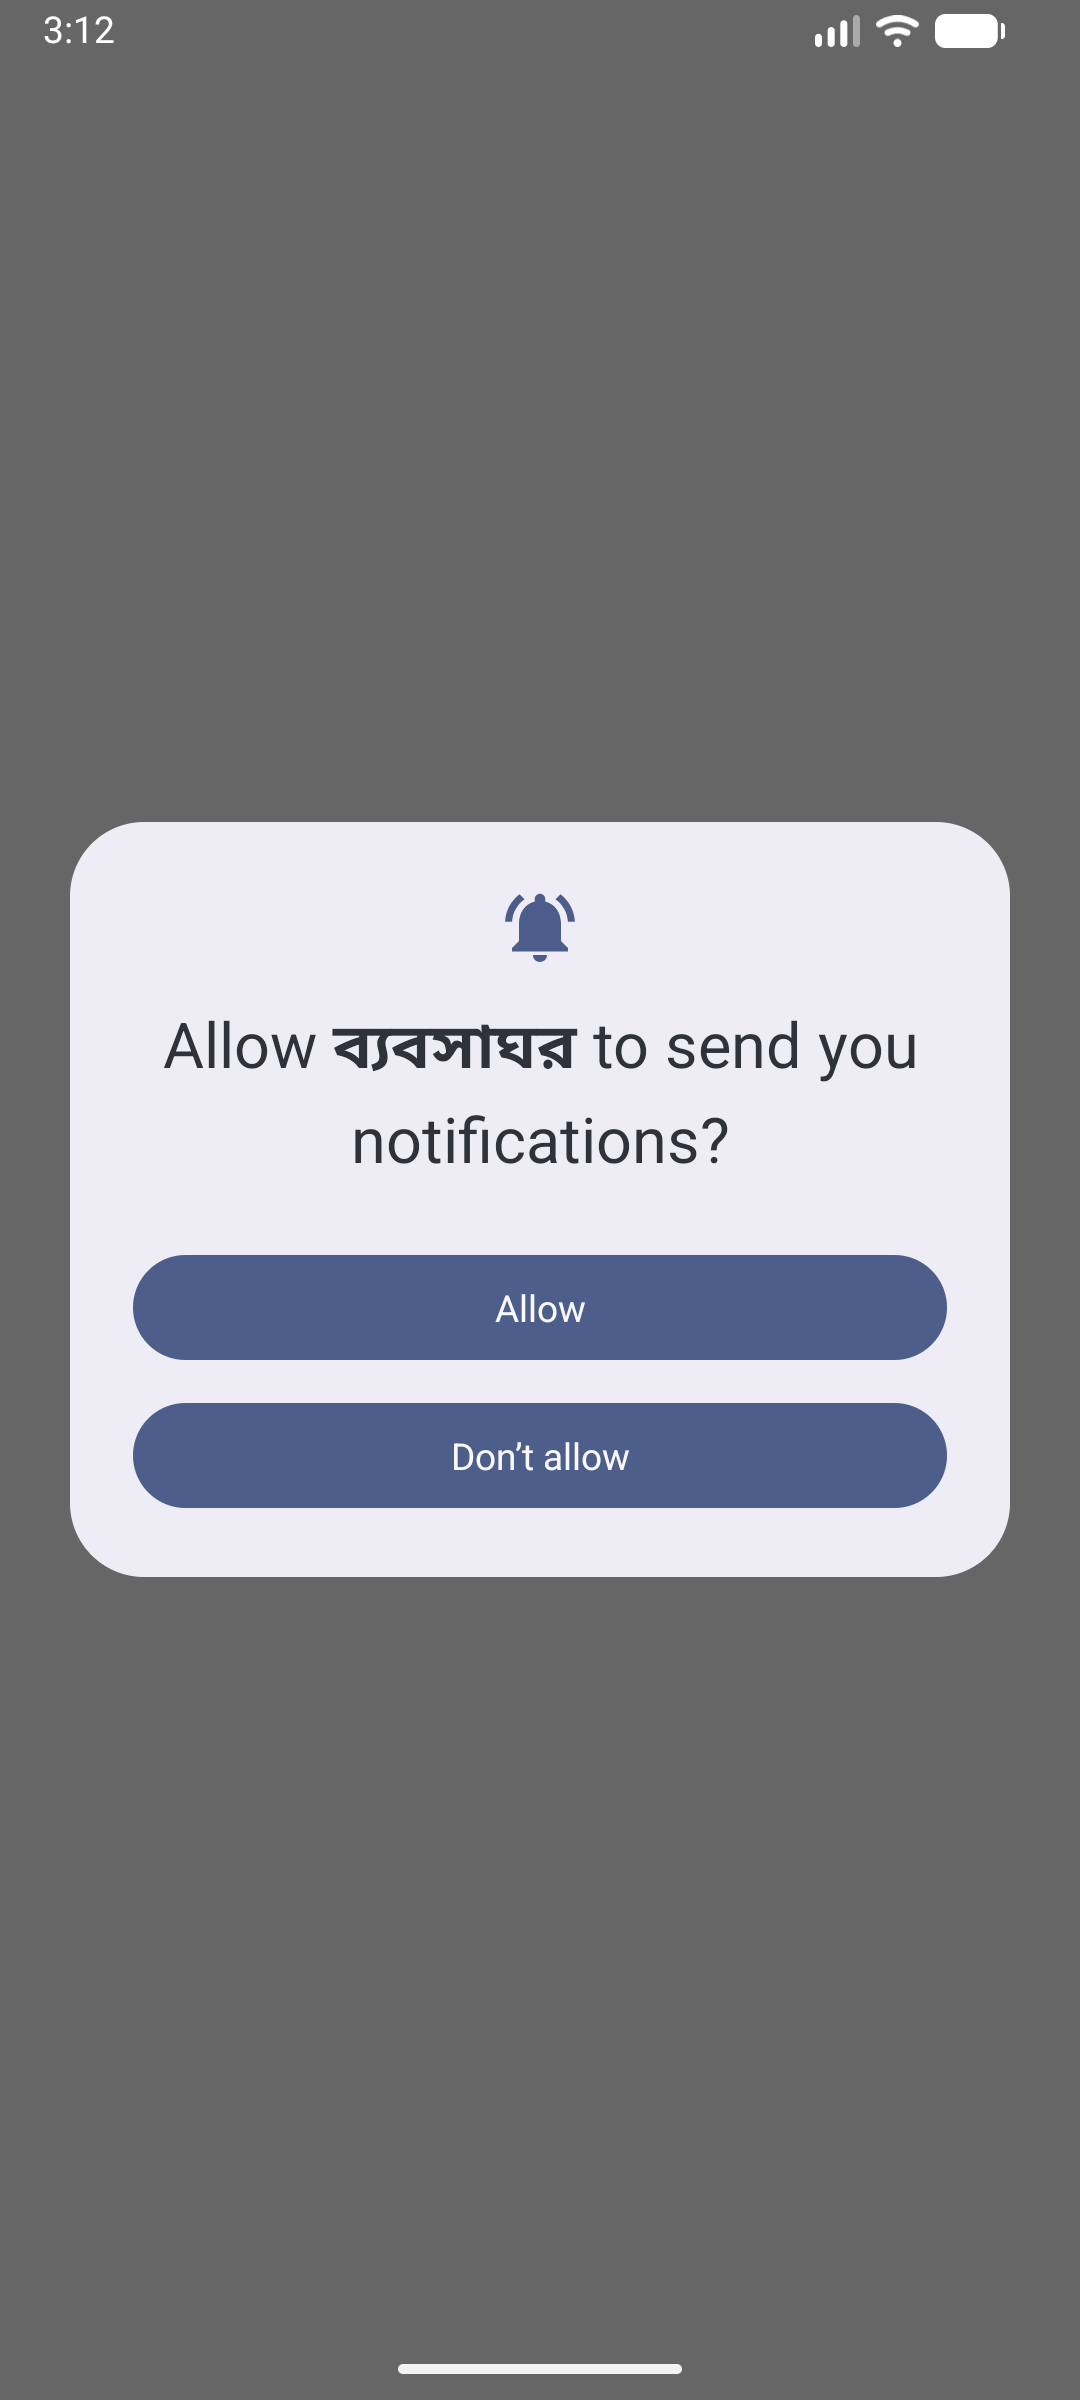 3:12
Allow ব্যবসাঘর to send you
notifications?
Allow
Don’t allow